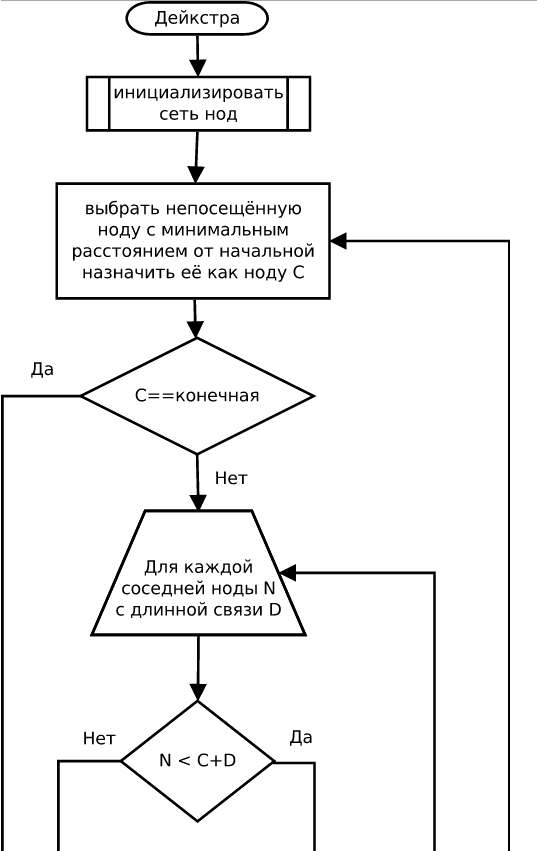 Дейкстра
инициализировать
сеть нод
выбрать непосещённую
ноду с минимальным
расстоянием от начальной
назначить её как ноду C
Да
C==конечная
Нет
Для каждой
соседней ноды N
с длинной связи D
Нет
Да
N < C+D